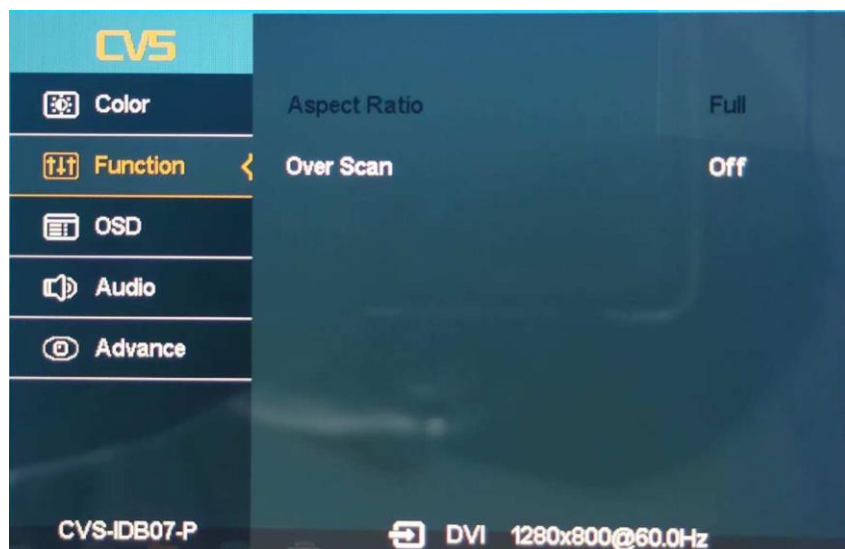 CVS
Color
Aspect Ratio Full
Function
Over Scan Off
OSD
Audio
Advance
CVS-IDB07-P
DVI 1280x800@60.0Hz